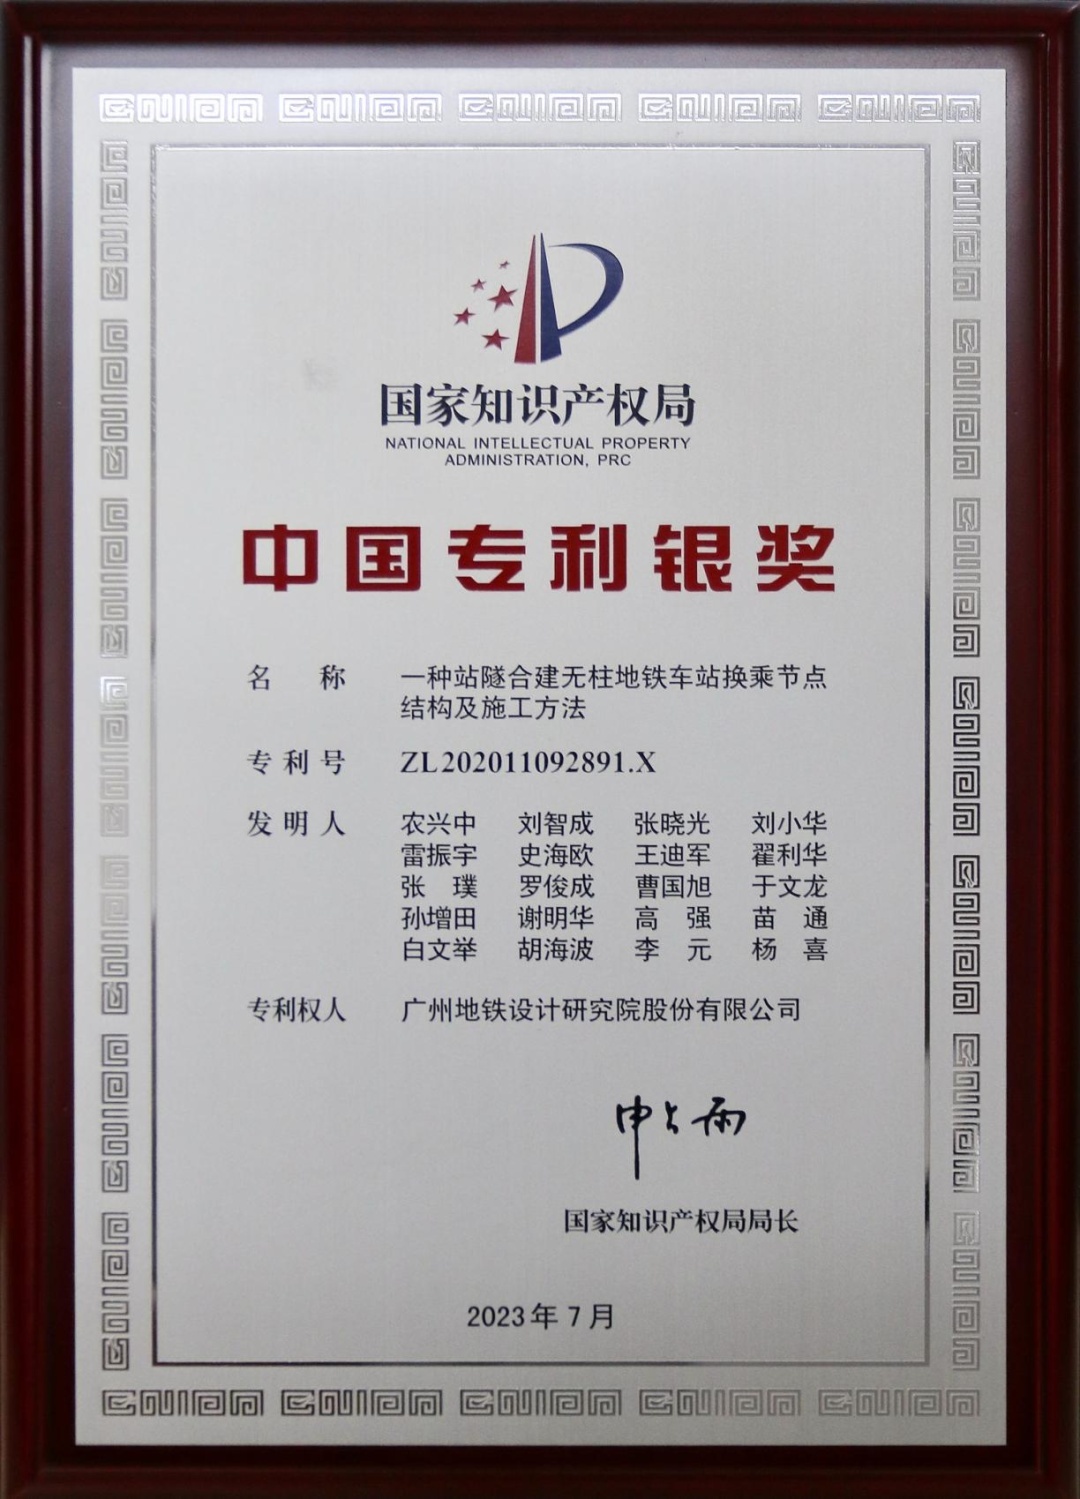 国家知识产权局
NATIONAL INTELLECTUAL PROPERTY
ADMINISTRATION, PRC
中国专利银奖
名 称 一种站隧合建无柱地铁车站换乘节点
结构及施工方法
专利号 ZL202011092891.X
发明人 农兴中 刘智成 张晓光 刘小华
雷振宇 史海欧 王迪军 翟利华
张 璞 罗俊成 曹国旭 于文龙
孙增田 谢明华 高 强 苗 通
白文举 胡海波 李 元 杨 喜
专利权人 广州地铁设计研究院股份有限公司
申长雨
国家知识产权局局长
2023年7月